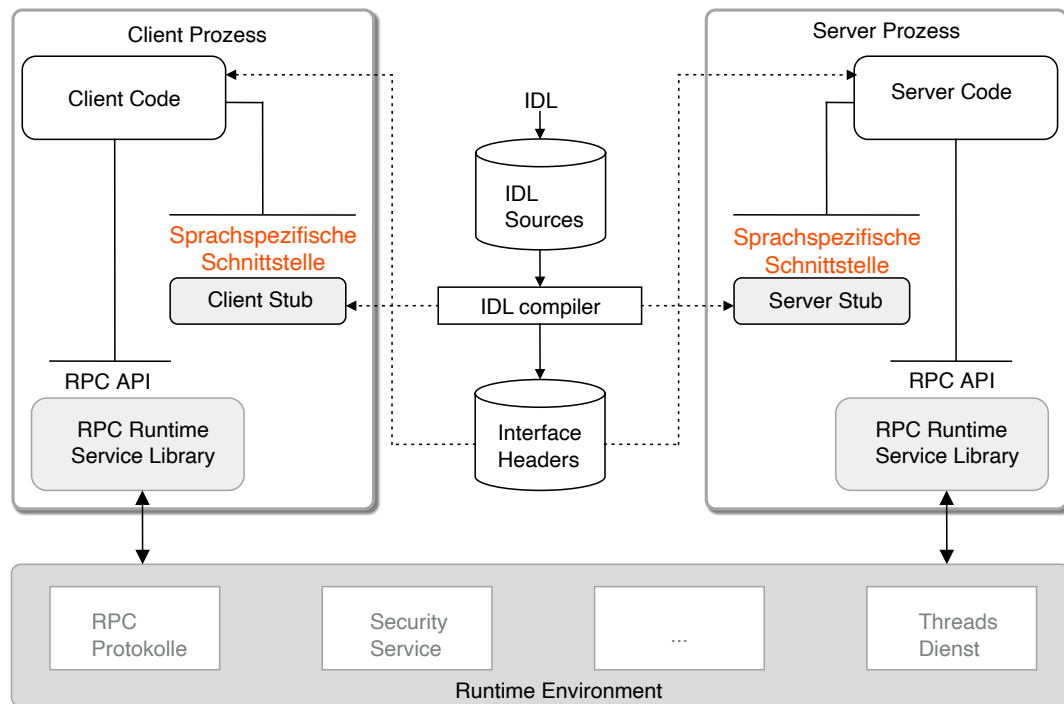 Client Prozess
Client Code
Sprachspezifische
Schnittstelle
Client Stub
RPC API
RPC Runtime
Service Library
IDL
IDL
Sources
IDL compiler
Interface
Headers
Server Prozess
Server Code
Sprachspezifische
Schnittstelle
Server Stub
RPC API
RPC Runtime
Service Library
RPC
Protokolle
Security
Service
...
Threads
Dienst
Runtime Environment